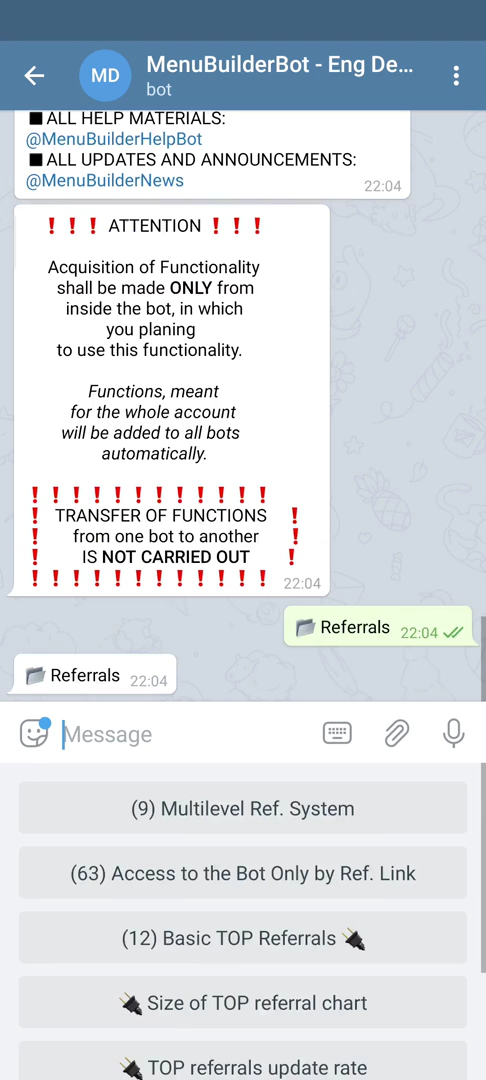 MD
MenuBuilderBot - Eng De...
bot
■ ALL HELP MATERIALS:
@MenuBuilderHelpBot
■ ALL UPDATES AND ANNOUNCEMENTS:
@MenuBuilderNews
22:04
❗❗❗ ATTENTION ❗❗❗
Acquisition of Functionality
shall be made ONLY from
inside the bot, in which
you planing
to use this functionality.
Functions, meant
for the whole account
will be added to all bots
automatically.
❗❗❗❗❗❗❗❗❗❗❗❗
❗ TRANSFER OF FUNCTIONS ❗
❗ from one bot to another ❗
❗ IS NOT CARRIED OUT ❗
❗❗❗❗❗❗❗❗❗❗❗❗ 22:04
📂 Referrals 22:04
📂 Referrals 22:04
Message
(9) Multilevel Ref. System
(63) Access to the Bot Only by Ref. Link
(12) Basic TOP Referrals 🔌
🔌 Size of TOP referral chart
🔌 TOP referrals update rate